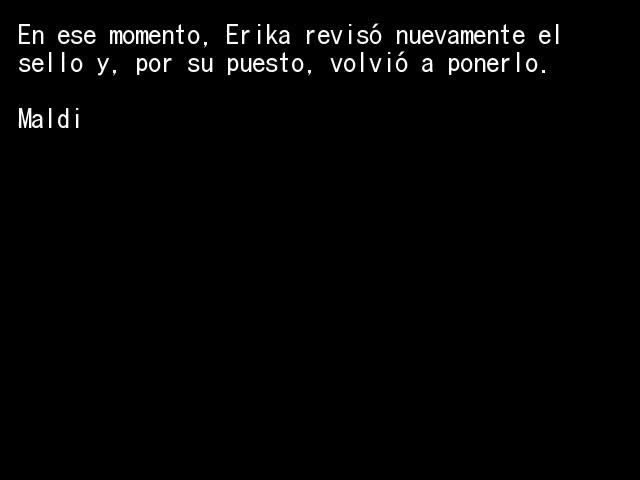 En ese momento, Erika revisó nuevamente el
sello y, por su puesto, volvió a ponerlo.
Maldi